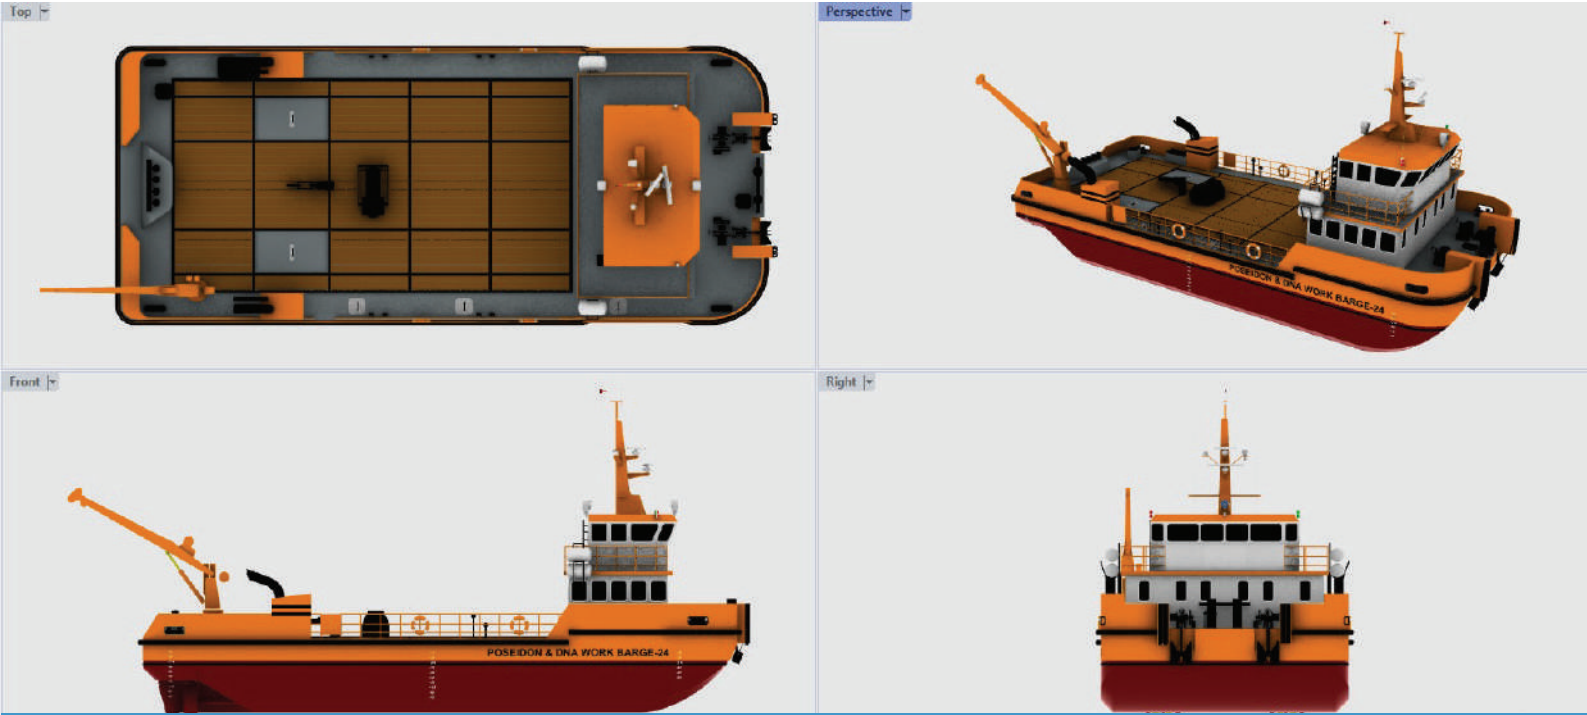 Top
Perspective
POSEIDON & DNA WORK BARGE-24
Front
POSEIDON & DNA WORK BARGE-24
Right